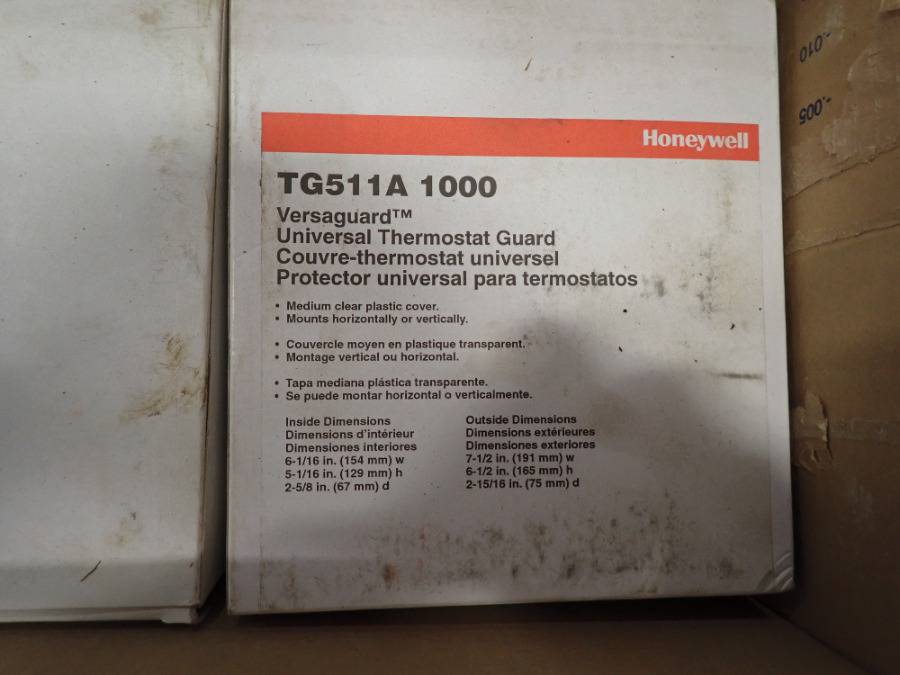 Honeywell
TG511A 1000
Versaguard™
Universal Thermostat Guard
Couvre-thermostat universel
Protector universal para termostatos
• Medium clear plastic cover.
• Mounts horizontally or vertically.
• Couvercle moyen en plastique transparent.
• Montage vertical ou horizontal.
• Tapa mediana plástica transparente.
• Se puede montar horizontal o verticalmente.
Inside Dimensions
Dimensions d'intérieur
Dimensiones interiores
6-1/16 in. (154 mm) w
5-1/16 in. (129 mm) h
2-5/8 in. (67 mm) d
Outside Dimensions
Dimensions extérieures
Dimensiones exteriores
7-1/2 in. (191 mm) w
6-1/2 in. (165 mm) h
2-15/16 in. (75 mm) d
-.010
-.005